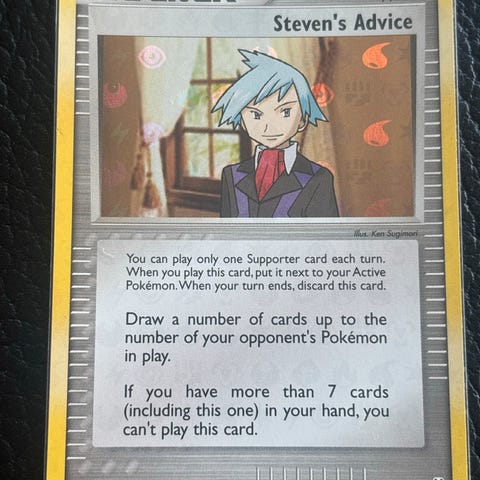 Steven's Advice
Illus. Ken Sugimori
You can play only one Supporter card each turn.
When you play this card, put it next to your Active
Pokémon. When your turn ends, discard this card.
Draw a number of cards up to the
number of your opponent's Pokémon
in play.
If you have more than 7 cards
(including this one) in your hand, you
can't play this card.